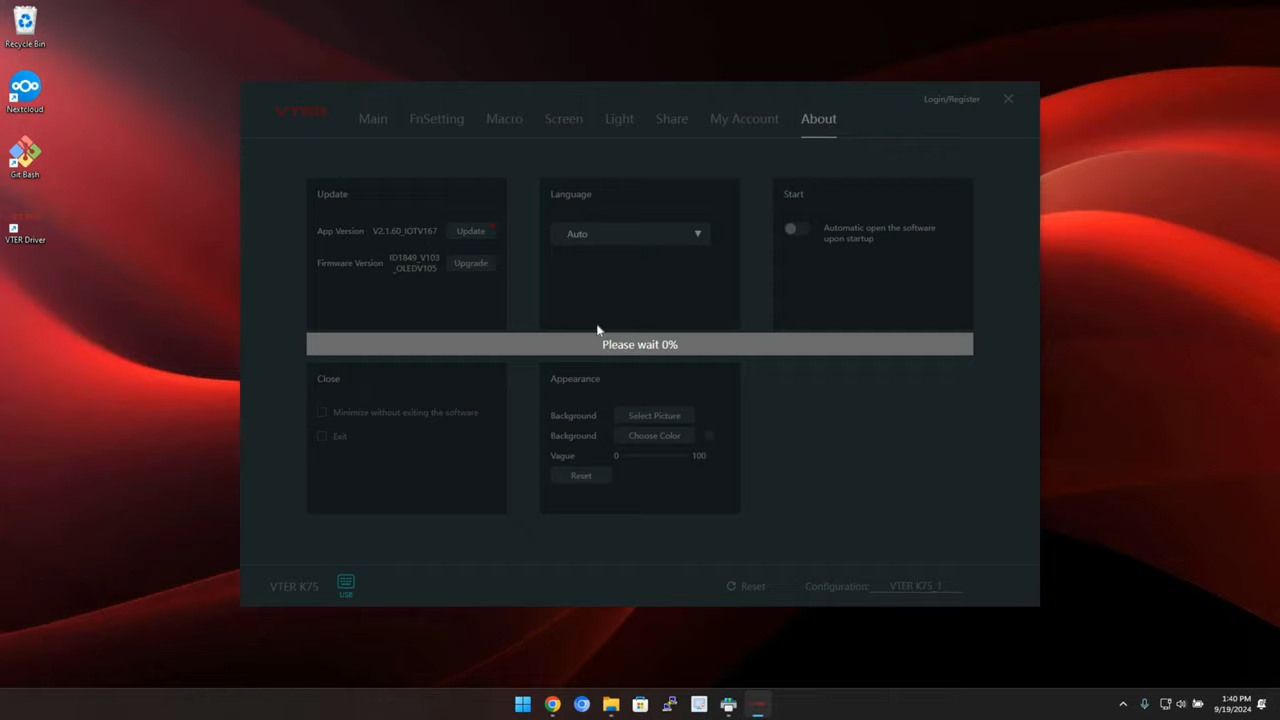 Recycle Bin
Nextcloud
Git Bash
VTER Driver
VTER
Login/Register
Main
FnSetting
Macro
Screen
Light
Share
My Account
About
Update
App Version V2.1.60_IOTV167 Update
Firmware Version ID1849_V103
_OLEDV105 Upgrade
Language
Auto
Start
Automatic open the software
upon startup
Please wait 0%
Close
Minimize without exiting the software
Exit
Appearance
Background Select Picture
Background Choose Color
Vague 0 100
Reset
VTER K75
USB
Reset
Configuration: VTER K75_1
1:40 PM
9/19/2024